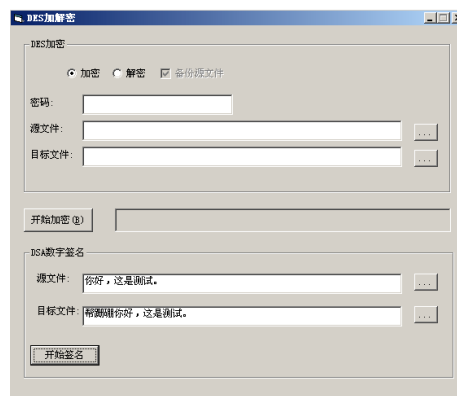 DES加解密
DES加密
加密 解密 备份源文件
密码:
源文件: ...
目标文件: ...
开始加密(B)
DSA数字签名
源文件: 你好，这是测试。 ...
目标文件: 你好，这是测试。 ...
开始签名